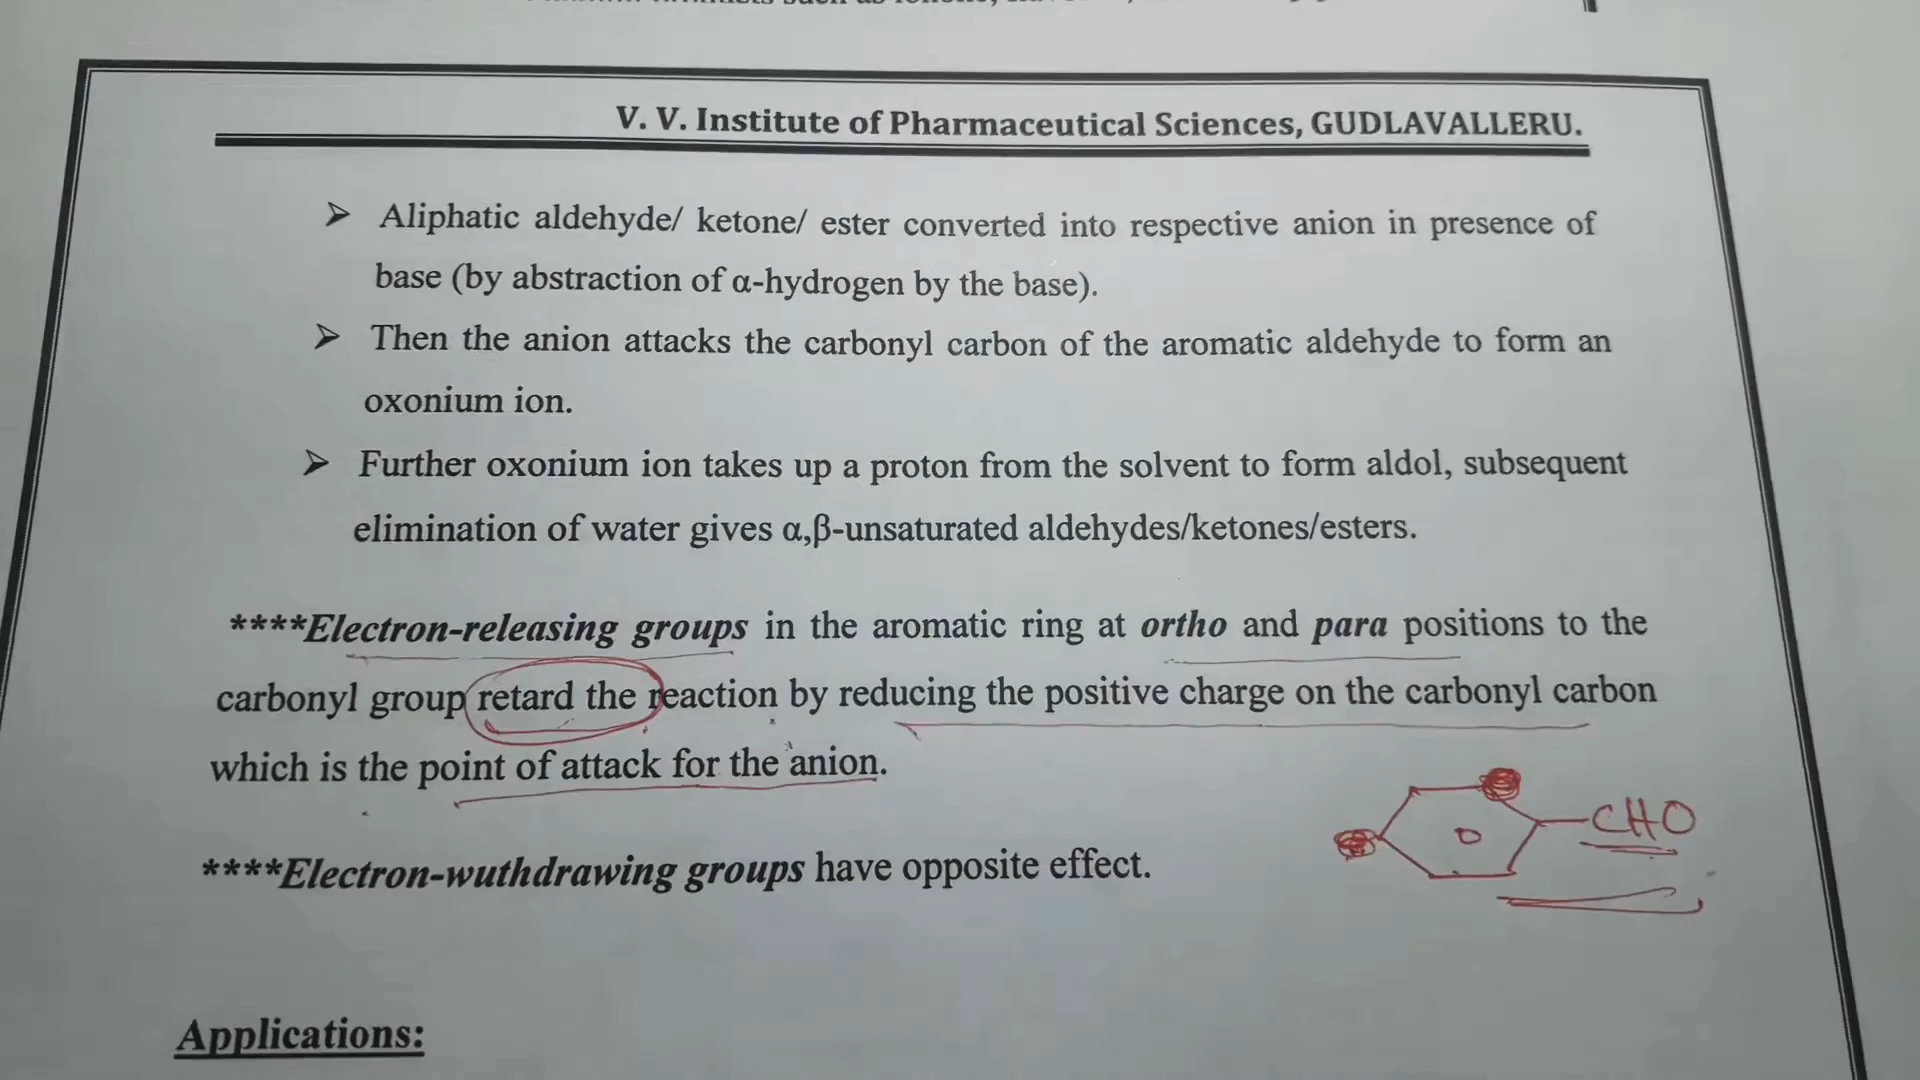 V. V. Institute of Pharmaceutical Sciences, GUDLAVALLERU.
➢ Aliphatic aldehyde/ ketone/ ester converted into respective anion in presence of
base (by abstraction of α-hydrogen by the base).
➢ Then the anion attacks the carbonyl carbon of the aromatic aldehyde to form an
oxonium ion.
➢ Further oxonium ion takes up a proton from the solvent to form aldol, subsequent
elimination of water gives α,β-unsaturated aldehydes/ketones/esters.
****Electron-releasing groups in the aromatic ring at ortho and para positions to the
carbonyl group retard the reaction by reducing the positive charge on the carbonyl carbon
which is the point of attack for the anion.
CHO
****Electron-wuthdrawing groups have opposite effect.
Applications: